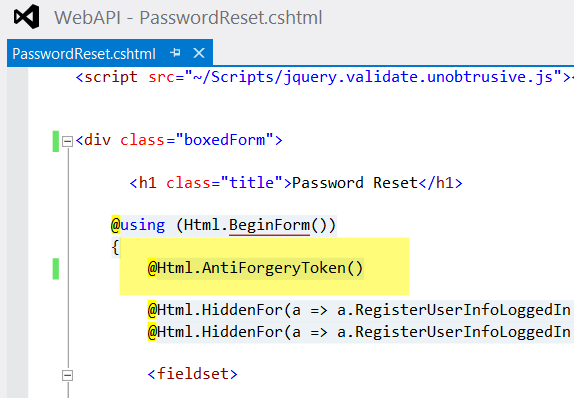 WebAPI - PasswordReset.cshtml
PasswordReset.cshtml
<script src="~/Scripts/jquery.validate.unobtrusive.js">
<div class="boxedForm">
<h1 class="title">Password Reset</h1>
@using (Html.BeginForm())
{
@Html.AntiForgeryToken()
@Html.HiddenFor(a => a.RegisterUserInfoLoggedIn
@Html.HiddenFor(a => a.RegisterUserInfoLoggedIn
<fieldset>